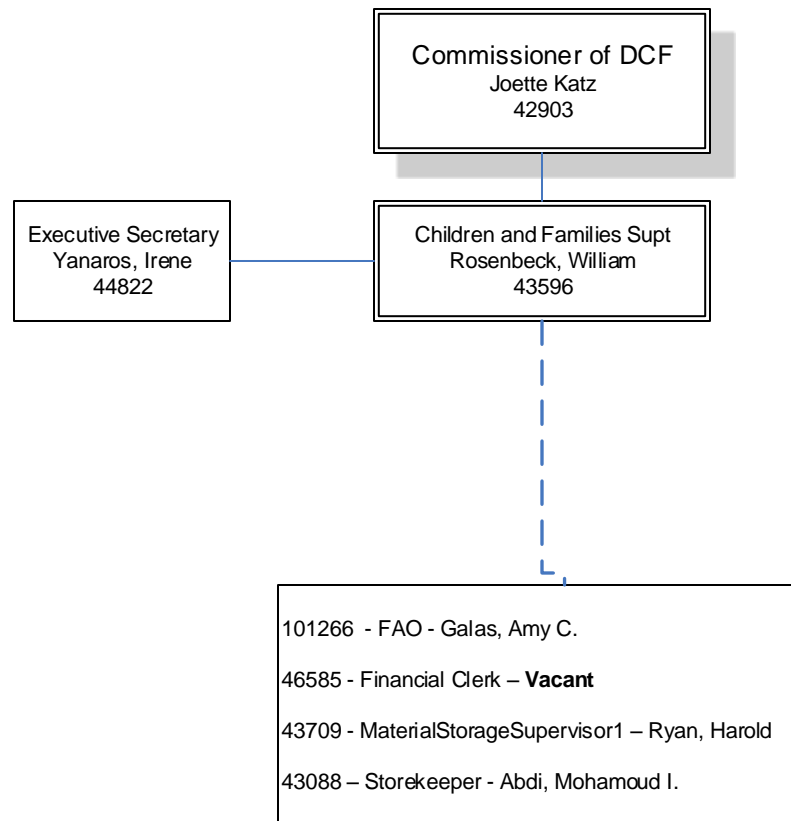 Commissioner of DCF
Joette Katz
42903
Executive Secretary
Yanaros, Irene
44822
Children and Families Supt
Rosenbeck, William
43596
101266 - FAO - Galas, Amy C.
46585 - Financial Clerk – Vacant
43709 - MaterialStorageSupervisor1 – Ryan, Harold
43088 – Storekeeper - Abdi, Mohamoud I.